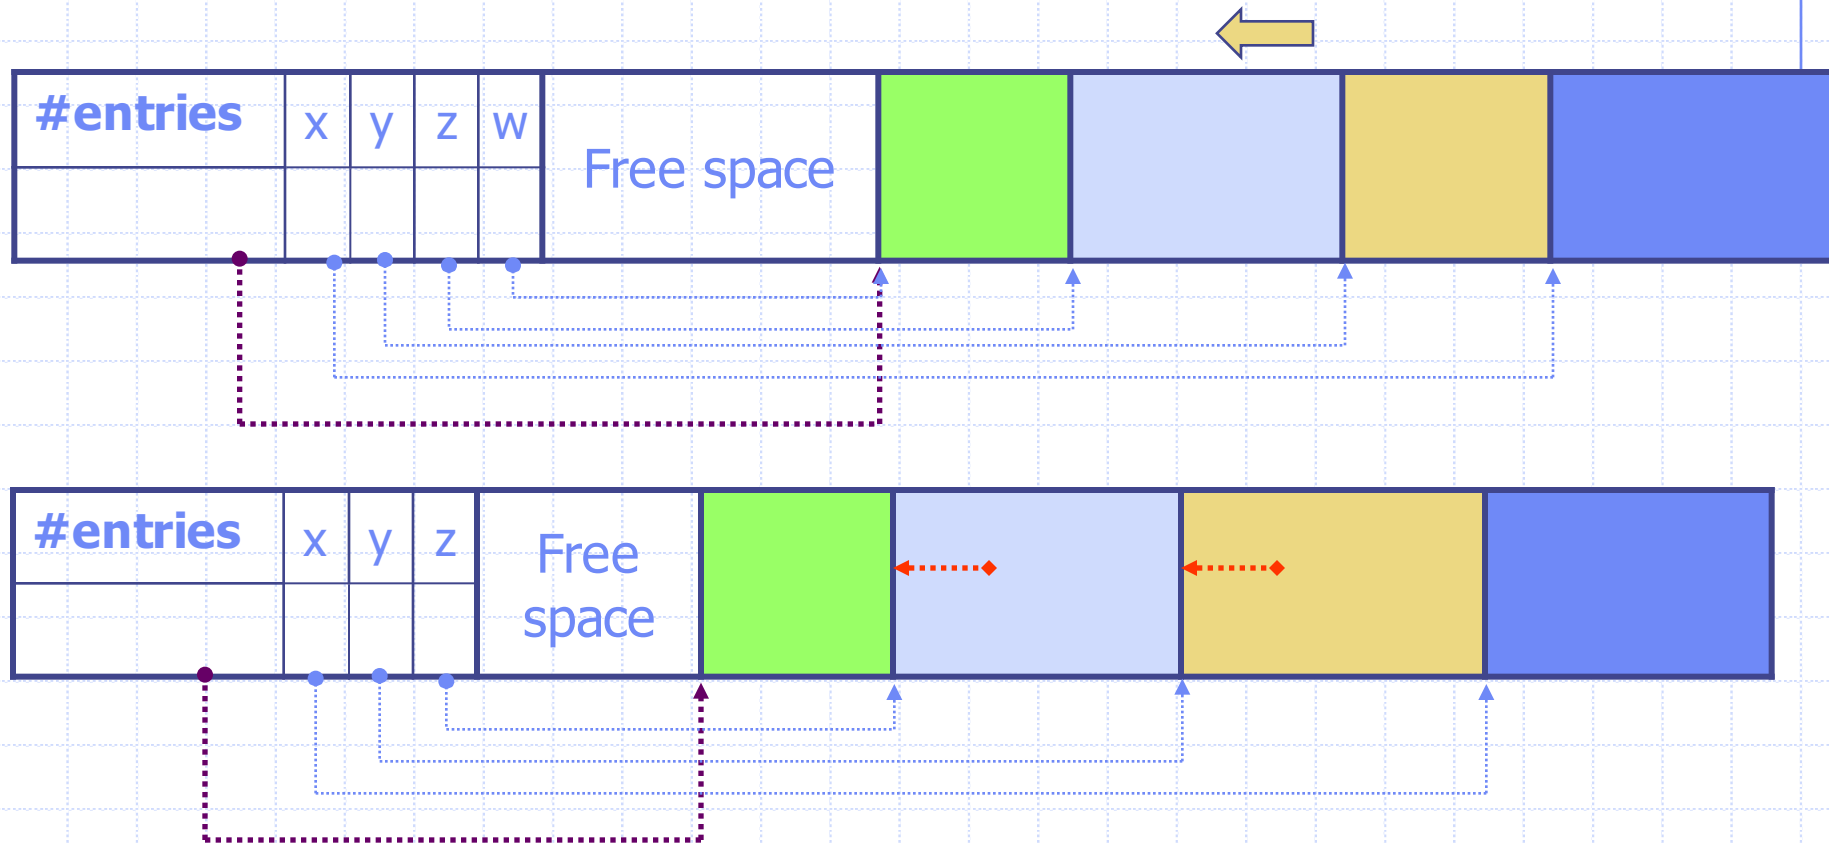 #entries x y z w
Free space
#entries x y z
Free
space